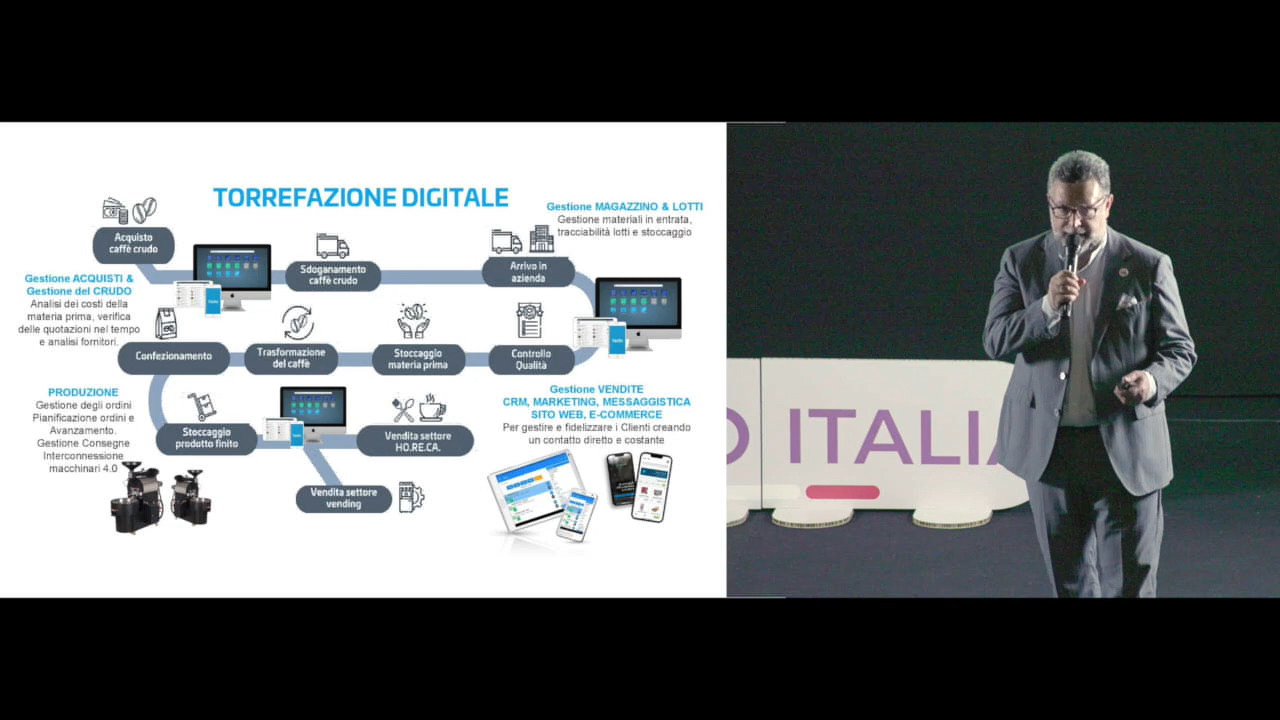 TORREFAZIONE DIGITALE
Acquisto
caffè crudo
Sdoganamento
caffè crudo
Gestione MAGAZZINO & LOTTI
Gestione materiali in entrata,
tracciabilità lotti e stoccaggio
Arrivo in
azienda
Gestione ACQUISTI &
Gestione del CRUDO
Analisi dei costi della
materia prima, verifica
delle quotazioni nel tempo
e analisi fornitori.
Confezionamento
Trasformazione
del caffè
Stoccaggio
materia prima
Controllo
Qualità
PRODUZIONE
Gestione degli ordini
Pianificazione ordini e
Avanzamento.
Gestione Consegne
Interconnessione
macchinari 4.0
Stoccaggio
prodotto finito
Vendita settore
HO.RE.CA.
Vendita settore
vending
Gestione VENDITE
CRM, MARKETING, MESSAGGISTICA
SITO WEB, E-COMMERCE
Per gestire e fidelizzare i Clienti creando
un contatto diretto e costante
O ITALIA